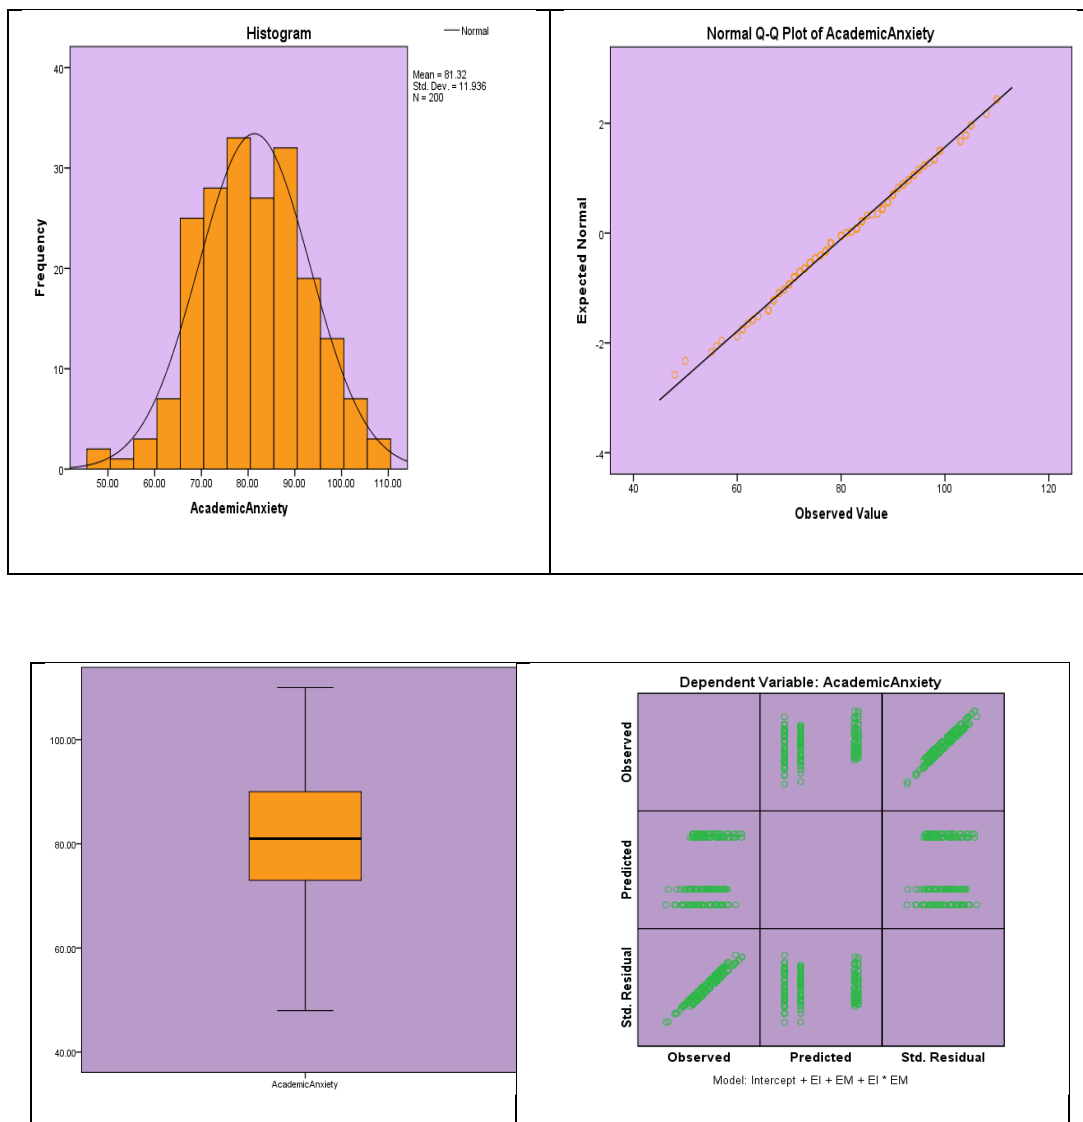 Histogram
Normal
Mean = 81.32
Std. Dev. = 11.936
N = 200
40
30
20
10
0
Frequency
50.00 60.00 70.00 80.00 90.00 100.00 110.00
AcademicAnxiety
Normal Q-Q Plot of AcademicAnxiety
2
0
-2
-4
Expected Normal
40 60 80 100 120
Observed Value
100.00
80.00
60.00
40.00
AcademicAnxiety
Dependent Variable: AcademicAnxiety
Observed
Predicted
Std. Residual
Observed Predicted Std. Residual
Model: Intercept + EI + EM + EI * EM